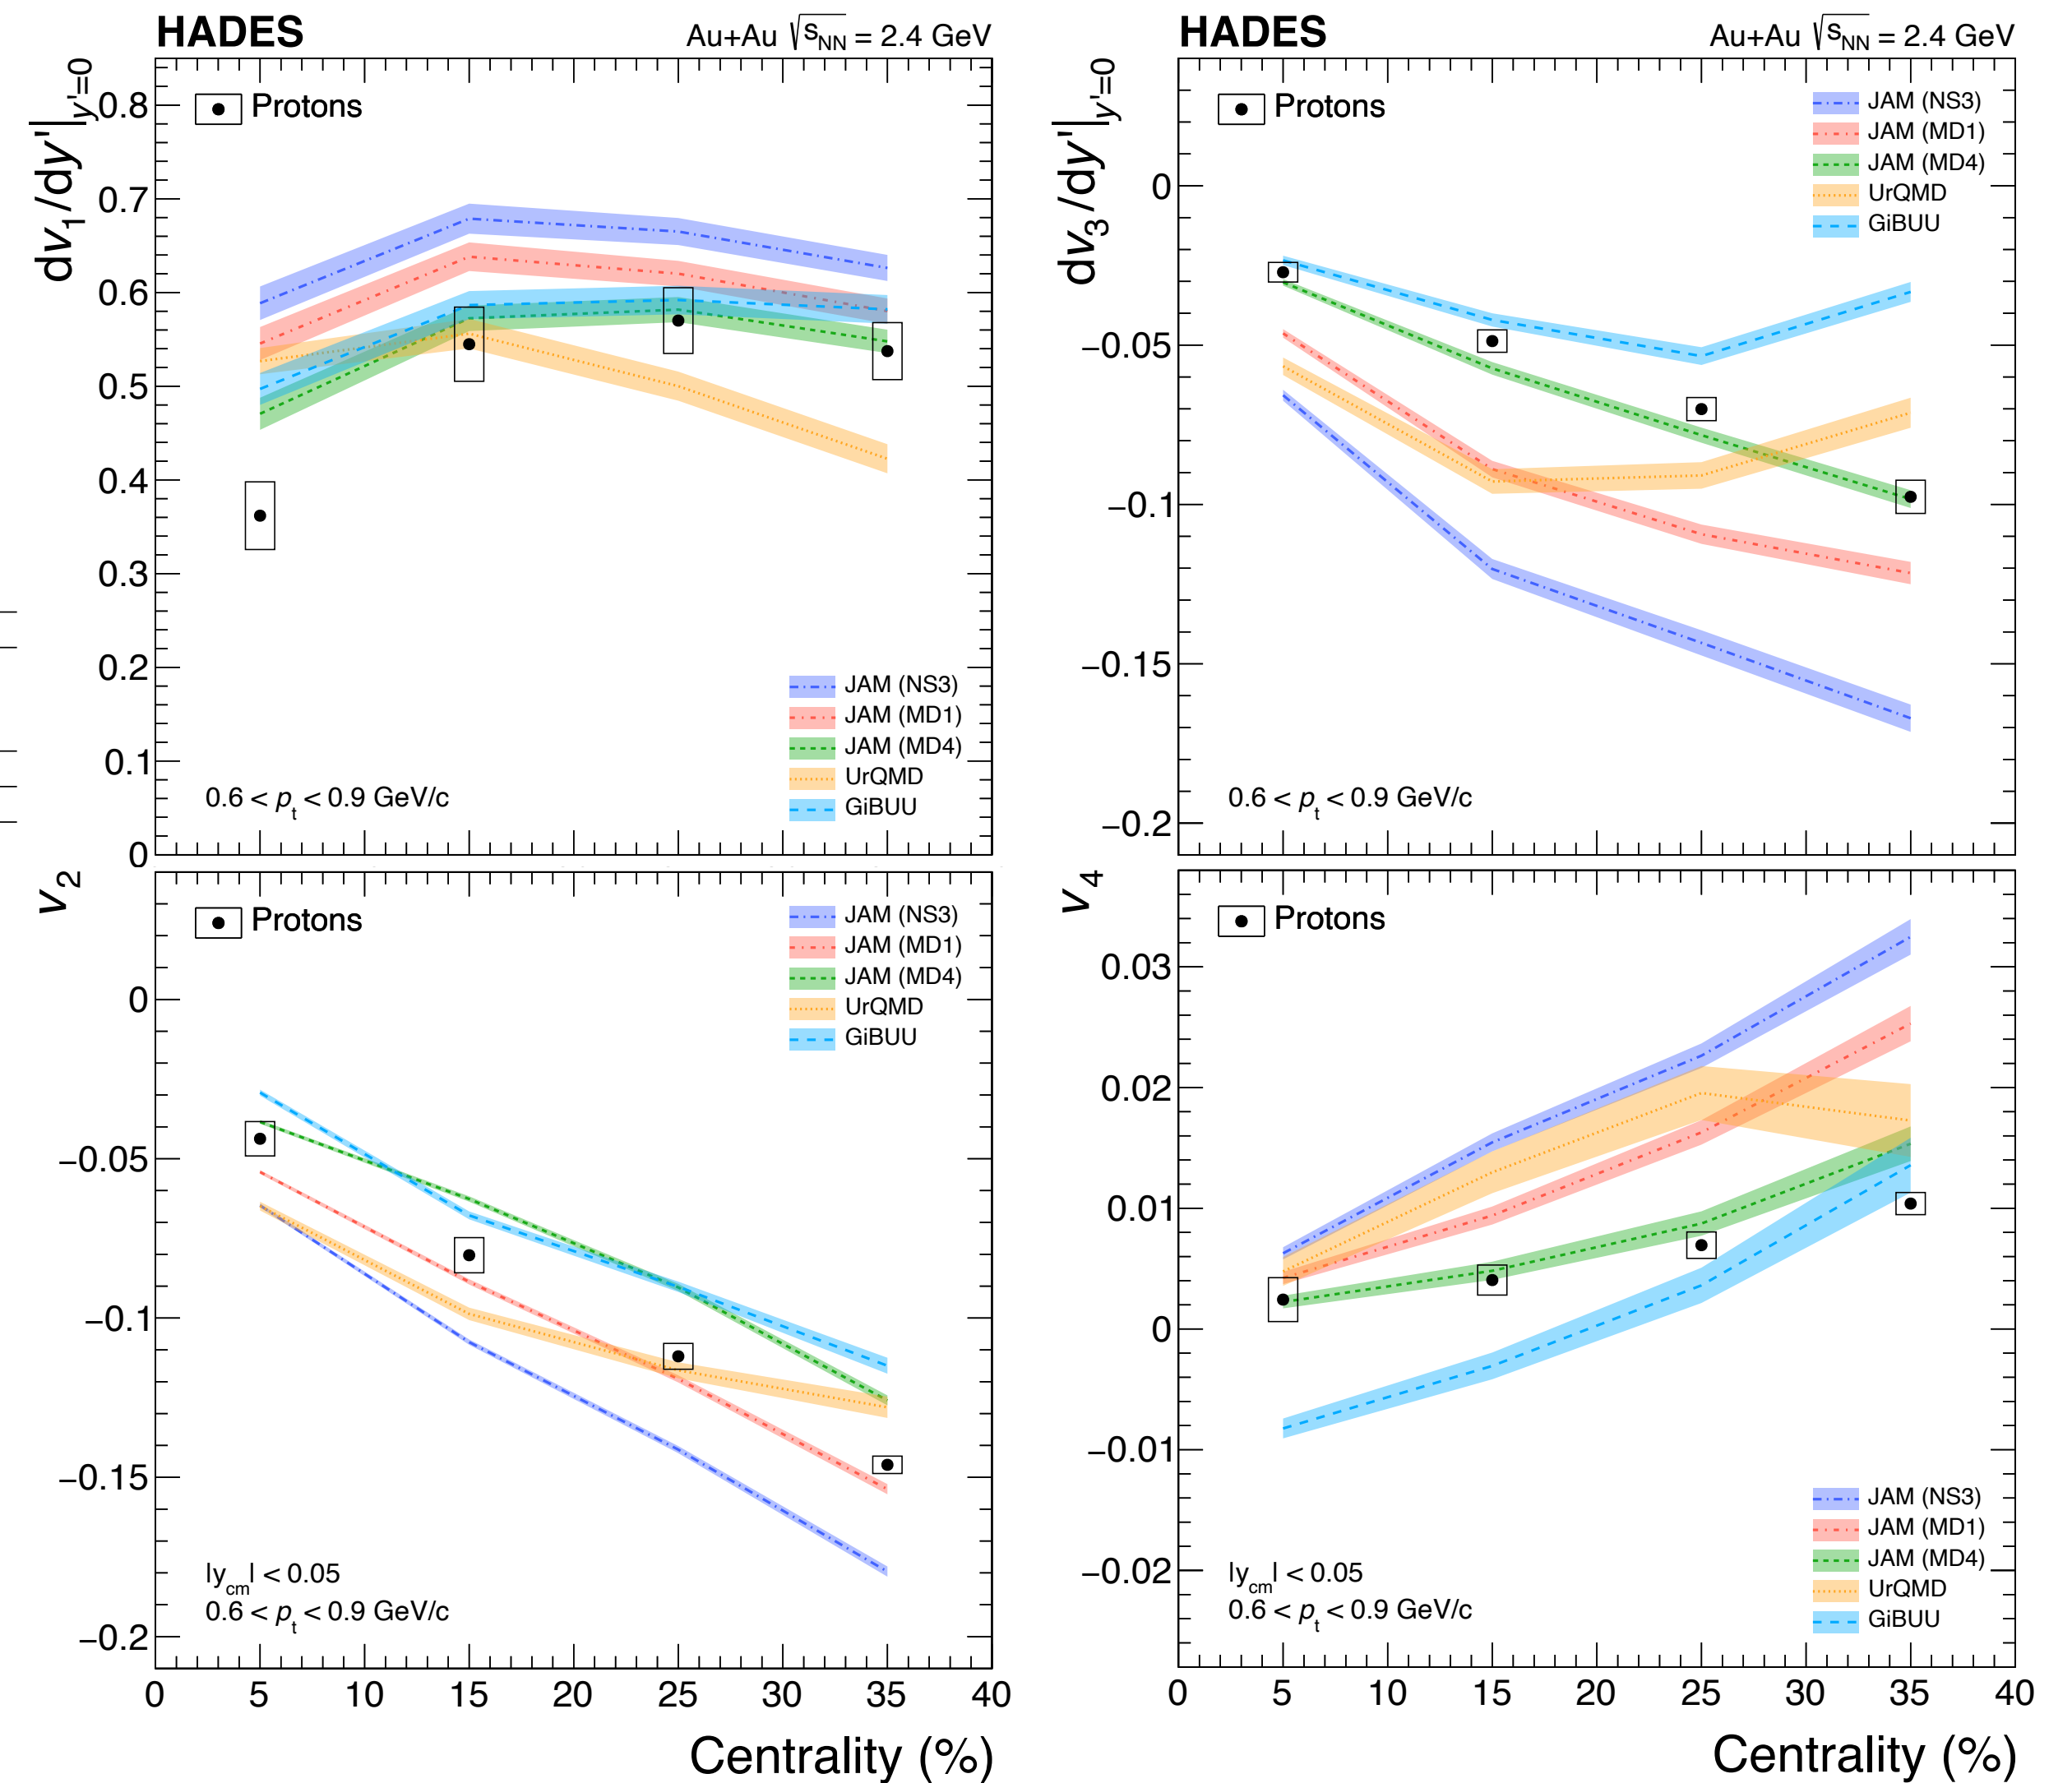 HADES
Au+Au √sNN = 2.4 GeV
dv1/dy'|y'=0
Protons
0.8
0.7
0.6
0.5
0.4
0.3
0.2
0.1
0
JAM (NS3)
JAM (MD1)
JAM (MD4)
UrQMD
GiBUU
0.6 < pt < 0.9 GeV/c
HADES
Au+Au √sNN = 2.4 GeV
dv3/dy'|y'=0
Protons
JAM (NS3)
JAM (MD1)
JAM (MD4)
UrQMD
GiBUU
0
−0.05
−0.1
−0.15
−0.2
0.6 < pt < 0.9 GeV/c
v2
Protons
JAM (NS3)
JAM (MD1)
JAM (MD4)
UrQMD
GiBUU
0
−0.05
−0.1
−0.15
−0.2
|ycm| < 0.05
0.6 < pt < 0.9 GeV/c
0 5 10 15 20 25 30 35 40
Centrality (%)
v4
Protons
0.03
0.02
0.01
0
−0.01
−0.02
JAM (NS3)
JAM (MD1)
JAM (MD4)
UrQMD
GiBUU
|ycm| < 0.05
0.6 < pt < 0.9 GeV/c
0 5 10 15 20 25 30 35 40
Centrality (%)